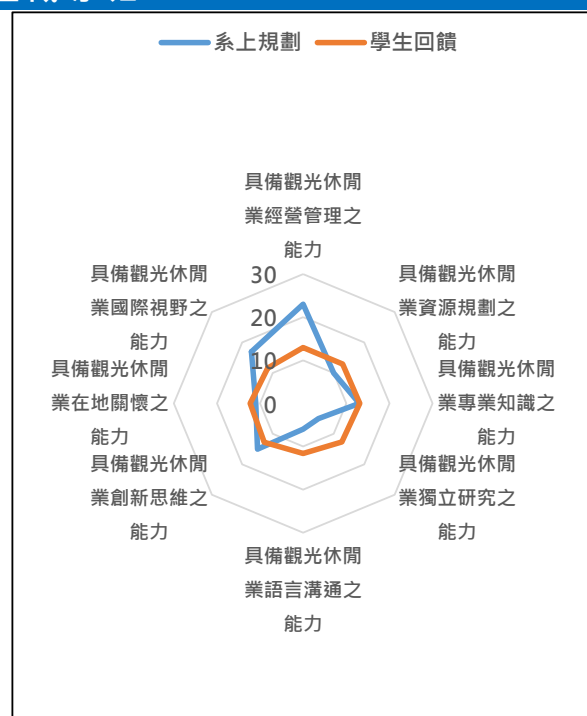 系上規劃 學生回饋
具備觀光休閒
業經營管理之
能力
具備觀光休閒
業資源規劃之
能力
具備觀光休閒
業專業知識之
能力
具備觀光休閒
業獨立研究之
能力
具備觀光休閒
業語言溝通之
能力
具備觀光休閒
業創新思維之
能力
具備觀光休閒
業在地關懷之
能力
具備觀光休閒
業國際視野之
能力
30
20
10
0